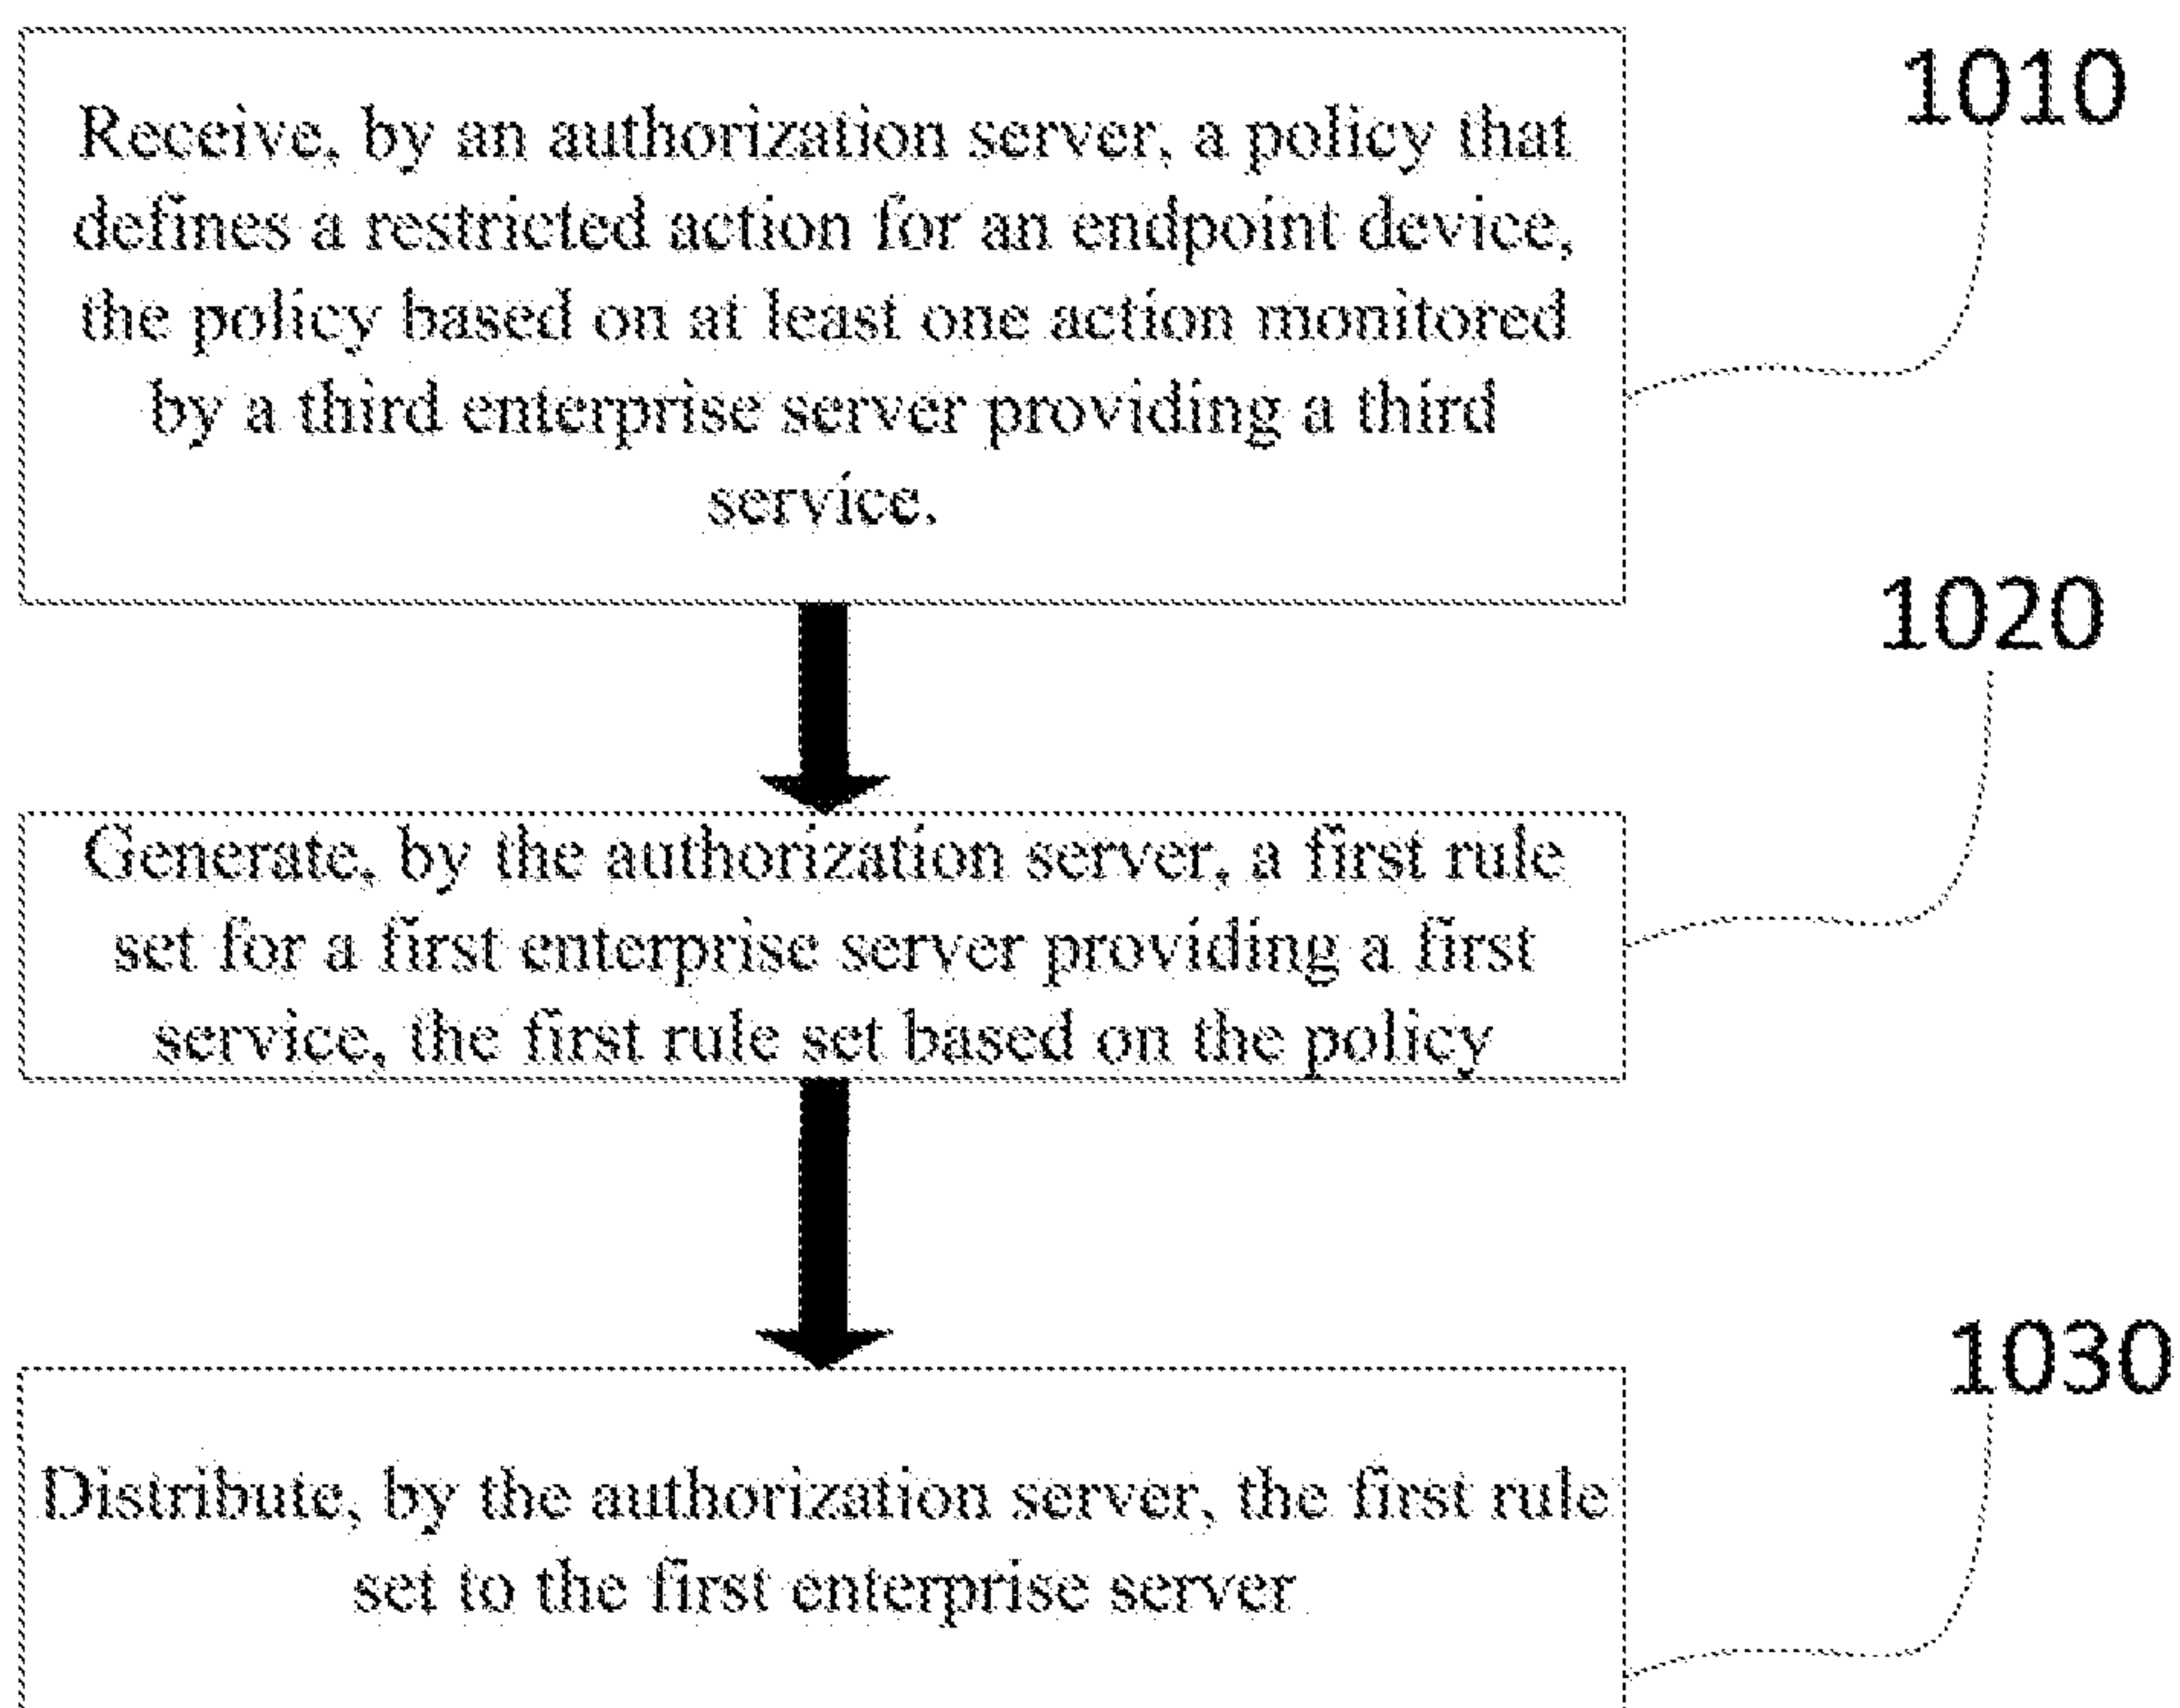 1010
Receive, by an authorization server, a policy that
defines a restricted action for an endpoint device,
the policy based on at least one action monitored
by a third enterprise server providing a third
service.
1020
Generate, by the authorization server, a first rule
set for a first enterprise server providing a first
service, the first rule set based on the policy
1030
Distribute, by the authorization server, the first rule
set to the first enterprise server